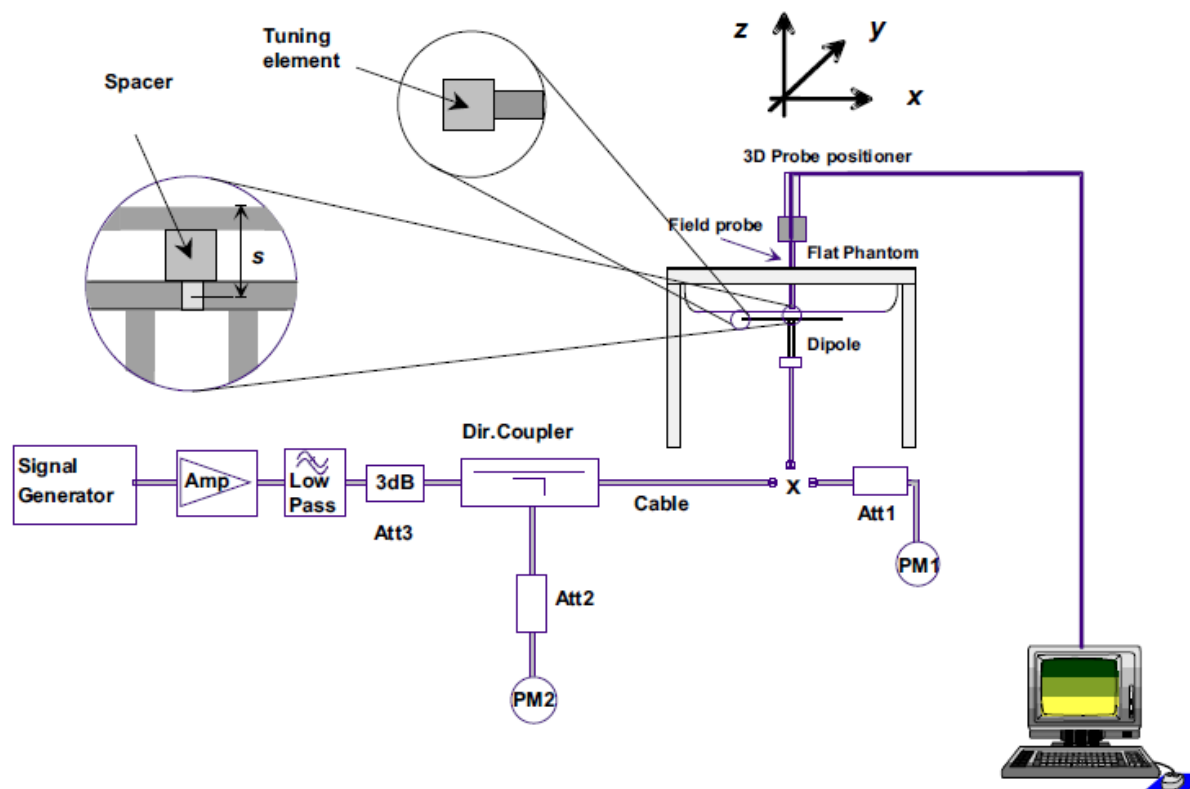 Tuning
element
Spacer
z
y
x
3D Probe positioner
Field probe
Flat Phantom
s
Dipole
Dir.Coupler
Signal
Generator
Amp
Low
Pass
3dB
Att3
Cable
x
Att1
PM1
Att2
PM2